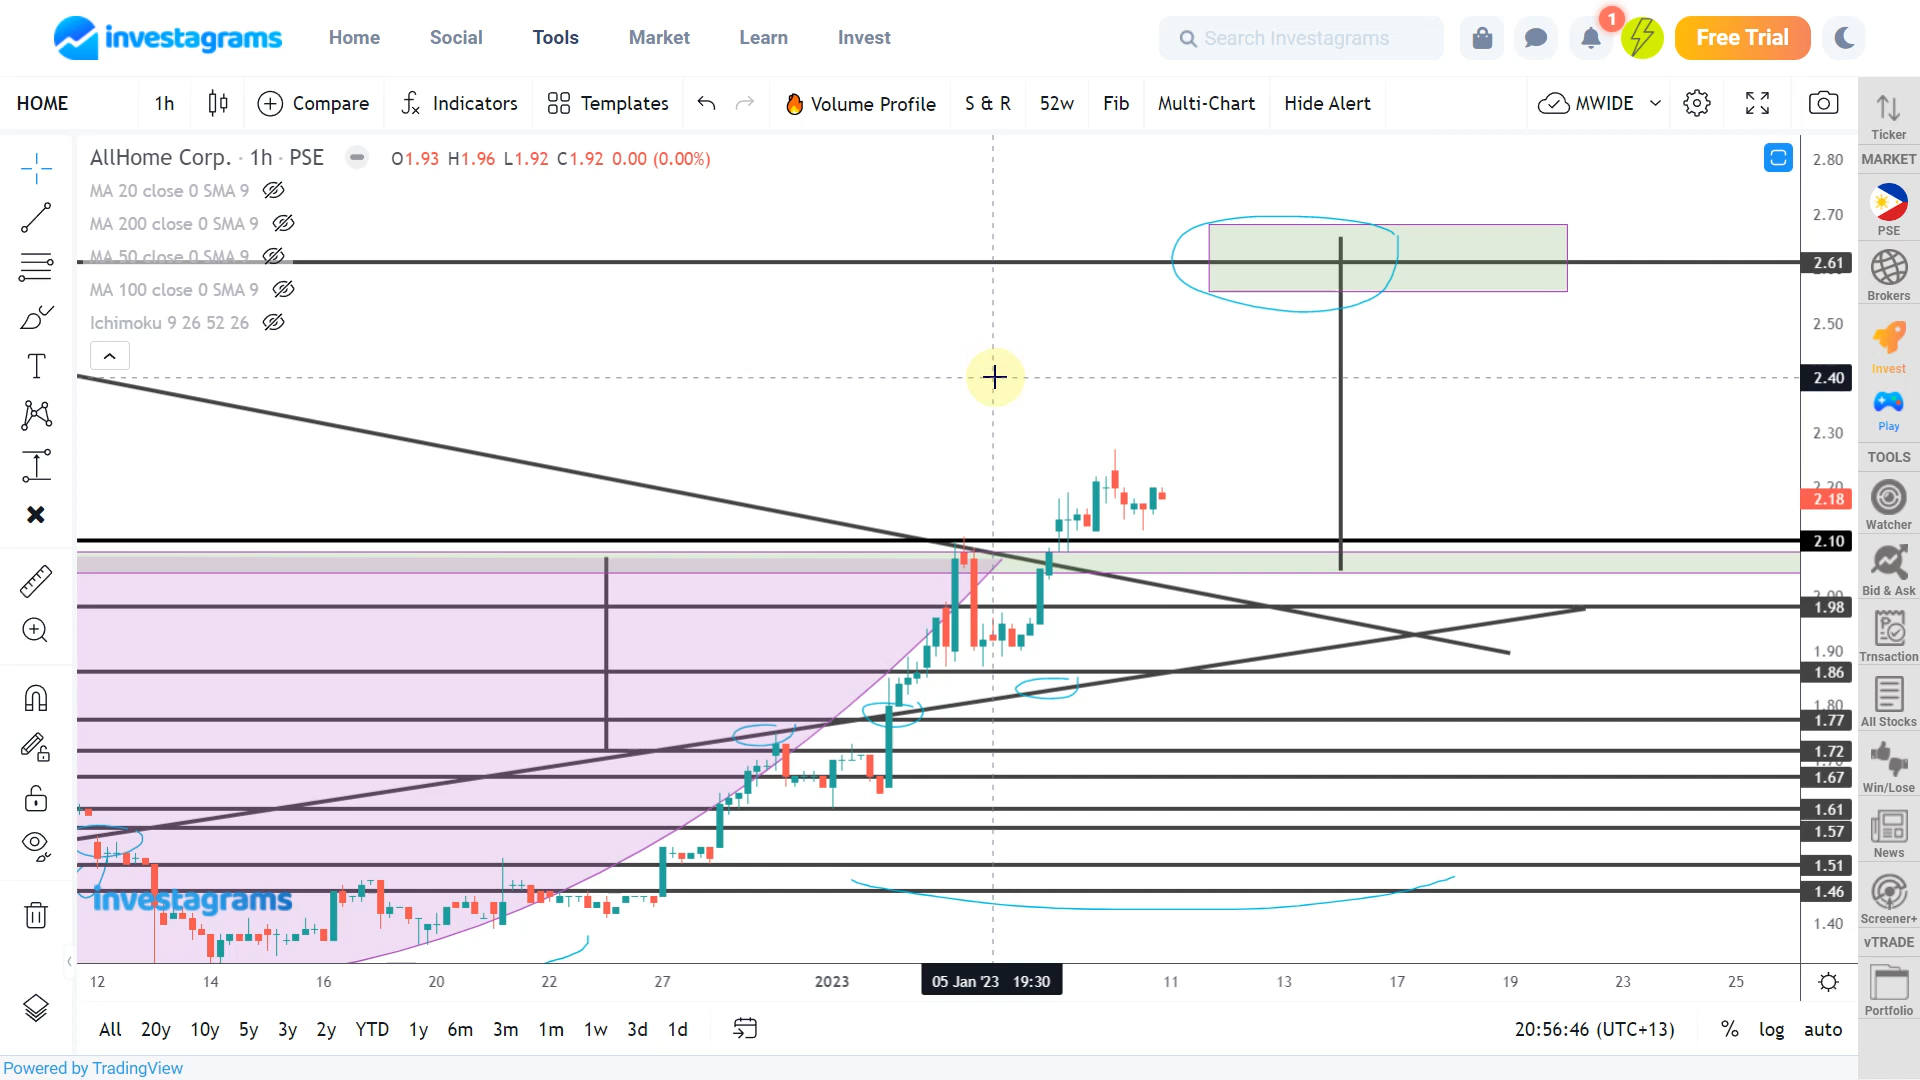 investagrams
Home
Social
Tools
Market
Learn
Invest
Search Investagrams
1
Free Trial
HOME
1h
Compare
Indicators
Templates
Volume Profile
S & R
52w
Fib
Multi-Chart
Hide Alert
MWIDE
AllHome Corp. · 1h · PSE
O1.93 H1.96 L1.92 C1.92 0.00 (0.00%)
MA 20 close 0 SMA 9
MA 200 close 0 SMA 9
MA 50 close 0 SMA 9
MA 100 close 0 SMA 9
Ichimoku 9 26 52 26
2.80
2.70
2.61
2.50
2.40
2.30
2.20
2.18
2.10
2.00
1.98
1.90
1.86
1.80
1.77
1.72
1.67
1.61
1.57
1.51
1.46
1.40
investagrams
12
14
16
20
22
27
2023
05 Jan '23 19:30
11
13
17
19
23
25
All
20y
10y
5y
3y
2y
YTD
1y
6m
3m
1m
1w
3d
1d
20:56:46 (UTC+13)
%
log
auto
Powered by TradingView
Ticker
MARKET
PSE
Brokers
Invest
Play
TOOLS
Watcher
Bid & Ask
Trnsaction
All Stocks
Win/Lose
News
Screener+
vTRADE
Portfolio